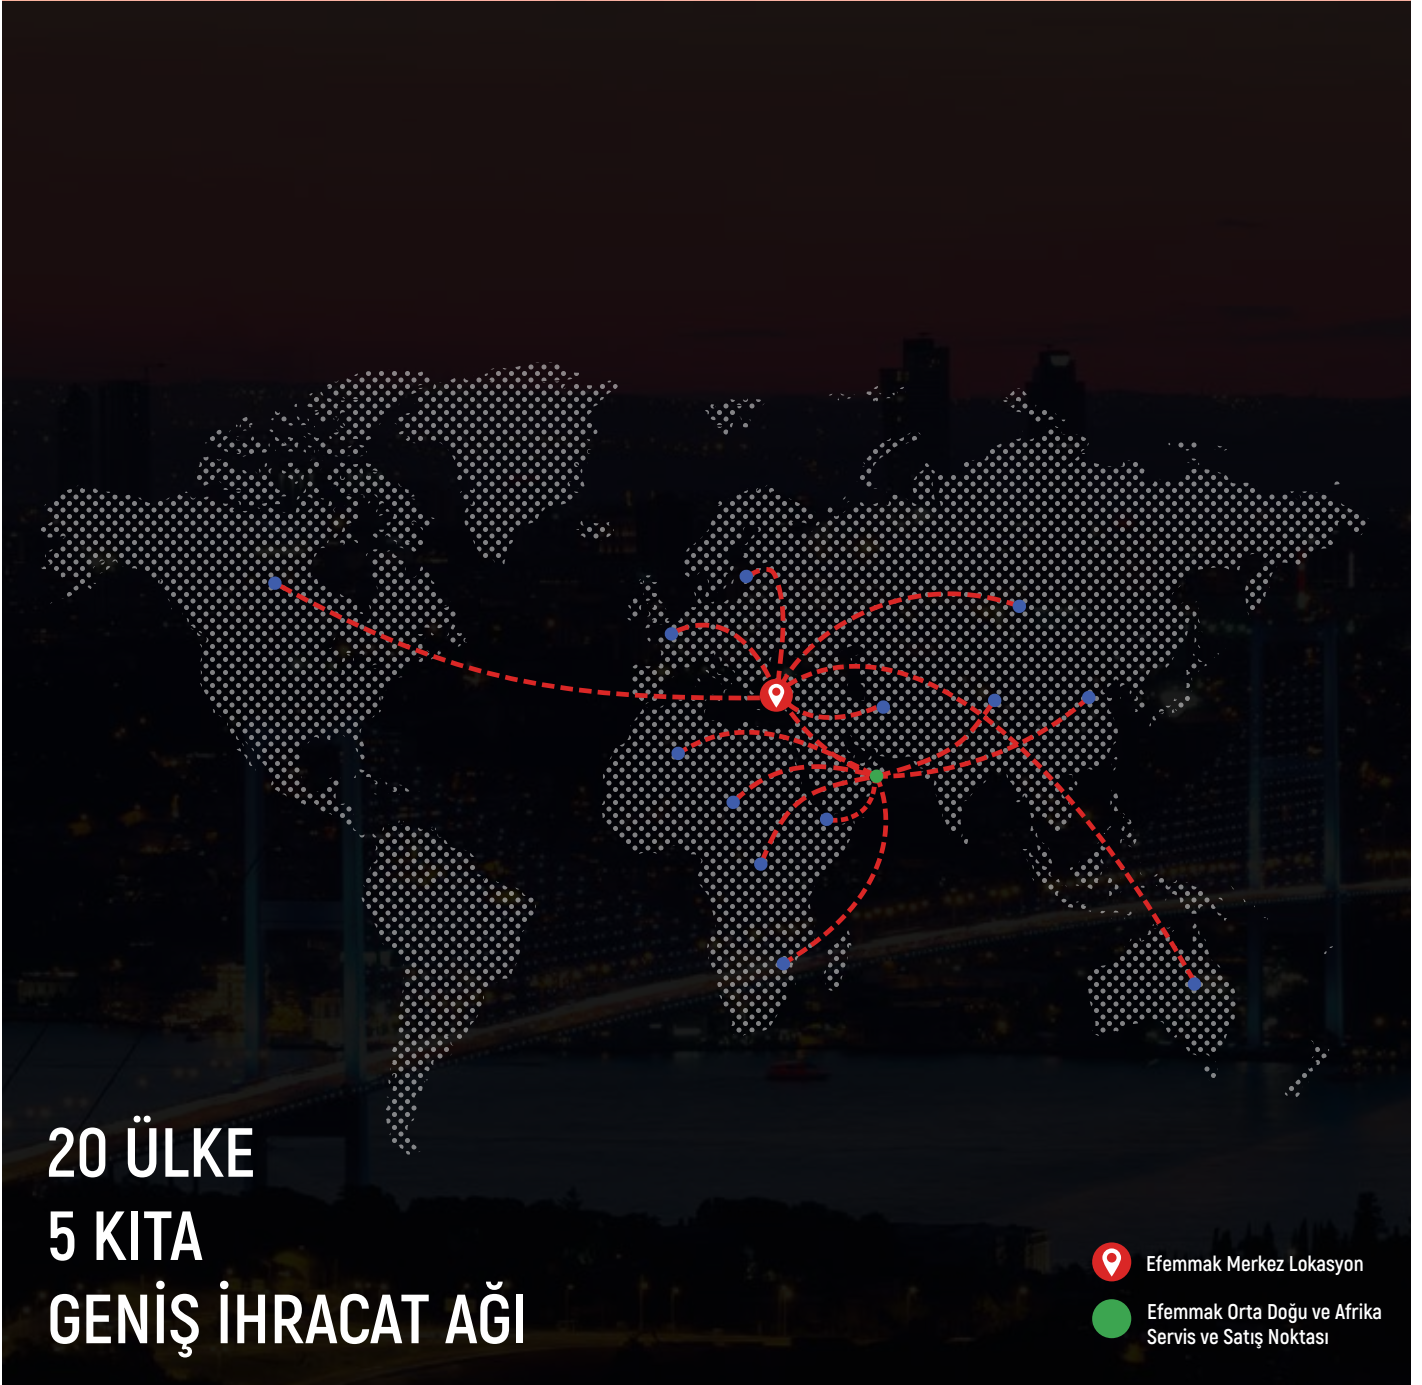 20 ÜLKE
5 KITA
GENİŞ İHRACAT AĞI
Efemmak Merkez Lokasyon
Efemmak Orta Doğu ve Afrika
Servis ve Satış Noktası